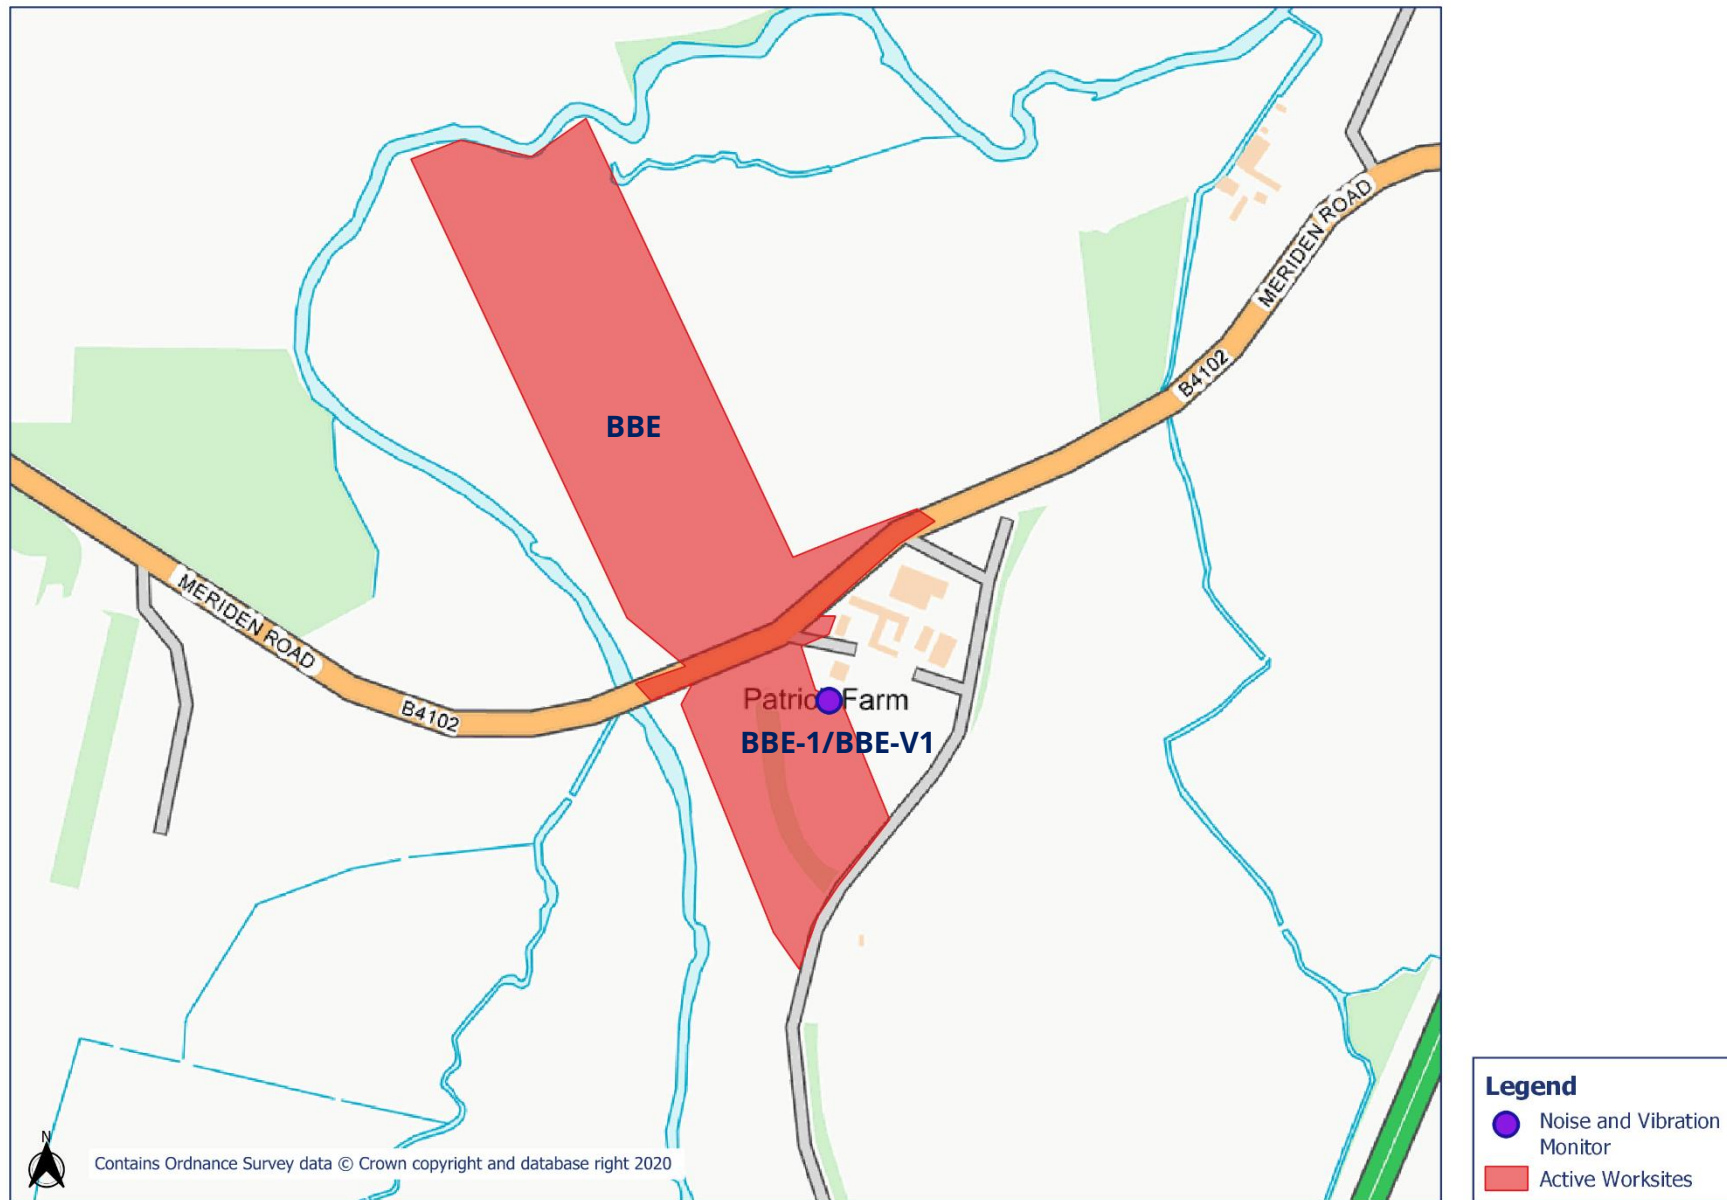 MERIDEN ROAD
B4102
BBE
MERIDEN ROAD
B4102
Patric Farm
BBE-1/BBE-V1
N
Contains Ordnance Survey data © Crown copyright and database right 2020
Legend
Noise and Vibration
Monitor
Active Worksites